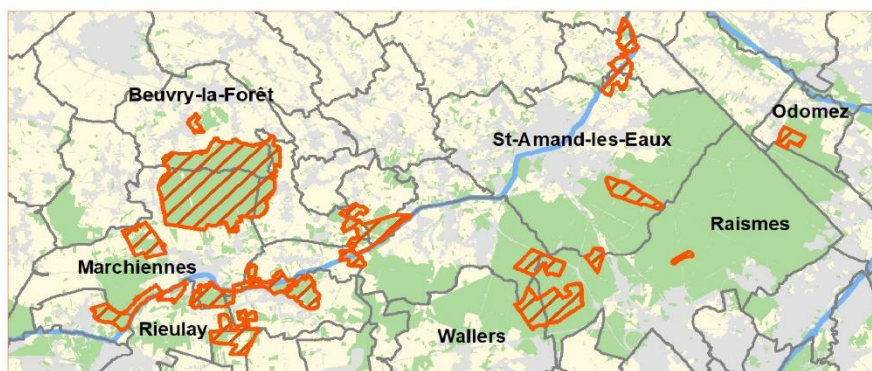 Beuvry-la-Forêt
Odomez
St-Amand-les-Eaux
Raismes
Marchiennes
Rieulay
Wallers